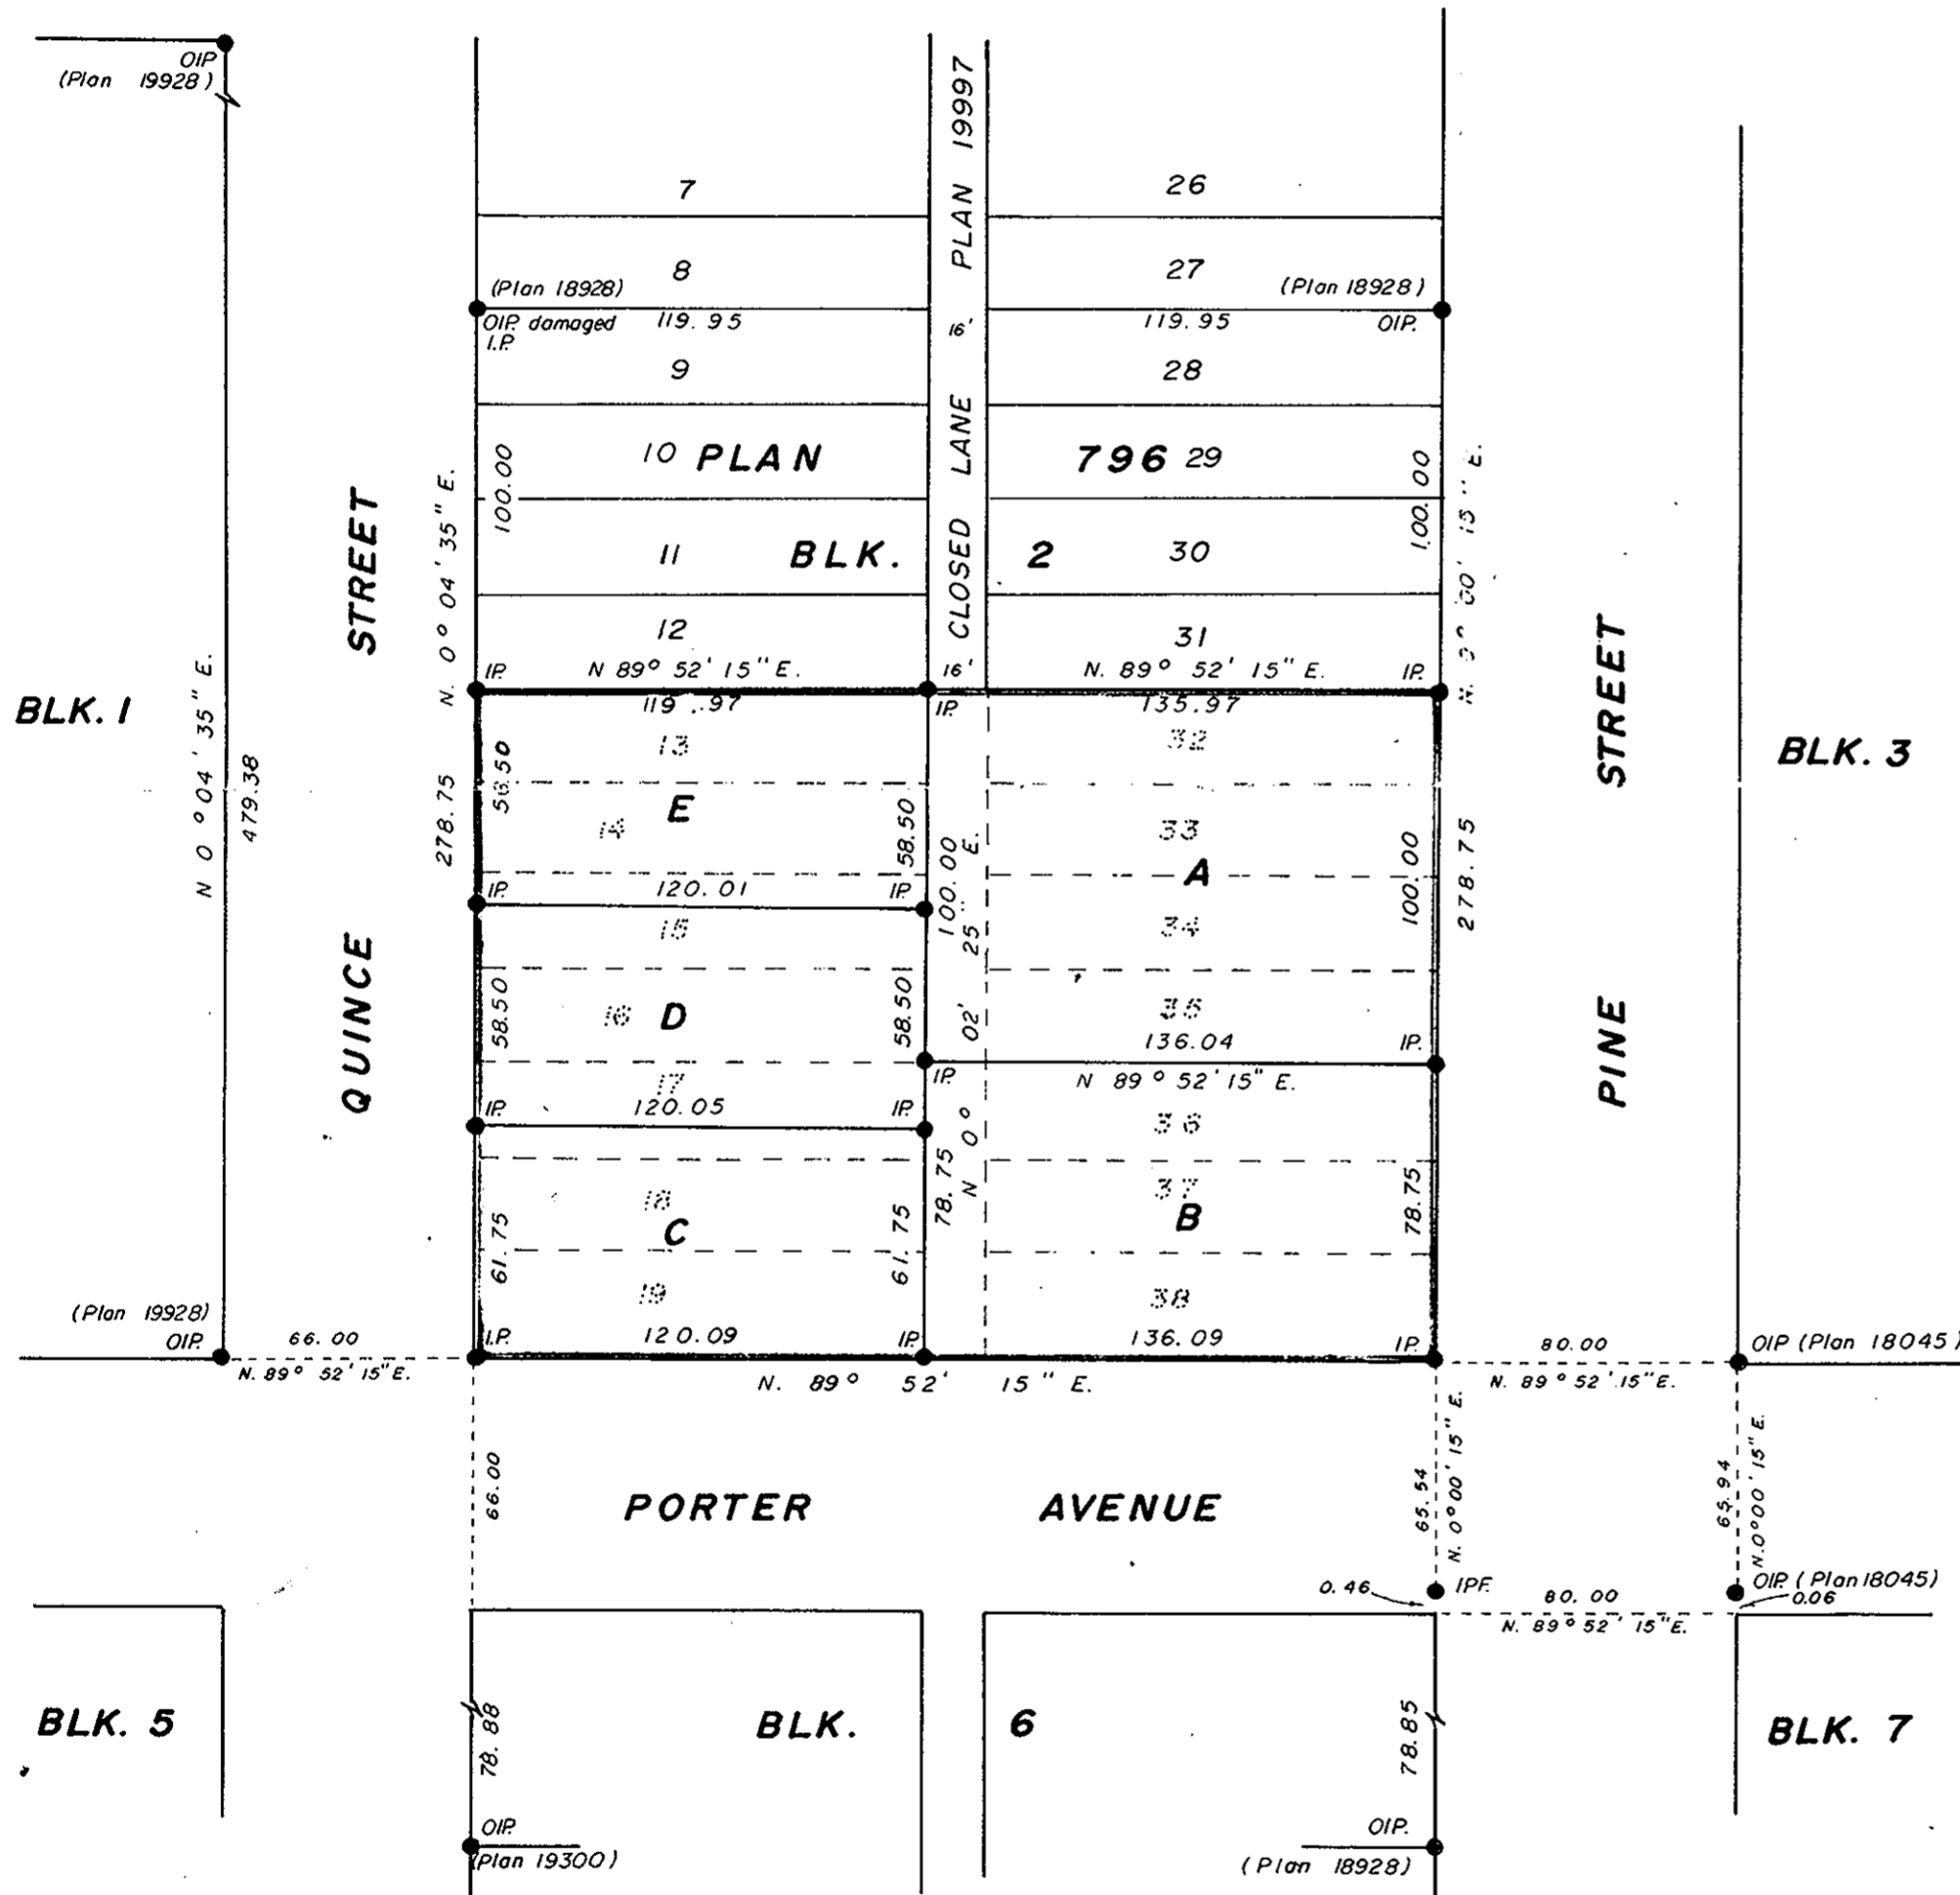 OIP
(Plan 19928)
7
26
8
27
(Plan 18928)
(Plan 18928)
OIP. damaged
I.P.
119.95
16'
119.95
OIP.
9
28
10 PLAN
796 29
11 BLK.
2 30
12
31
CLOSED LANE PLAN 19997
100.00
N. 0° 04' 35" E.
278.75
100.00
278.75
QUINCE STREET
PINE STREET
BLK. 1
BLK. 3
N 0° 04' 35" E.
479.38
IP.
N 89° 52' 15" E.
16'
N. 89° 52' 15" E.
IP.
119.97
IP.
135.97
13
32
E
58.50
14
33
A
100.00
100.00
IP.
120.01
IP.
15
34
58.50
58.50
16
D
35
136.04
IP.
IP.
N 89° 52' 15" E.
N 0° 02' 25" E.
17
IP.
120.05
IP.
36
78.75
78.75
18
37
C
B
61.75
61.75
19
38
(Plan 19928)
OIP.
66.00
N. 89° 52' 15" E.
I.P.
120.09
IP.
136.09
IP.
80.00
N. 89° 52' 15" E.
OIP (Plan 18045)
N. 89° 52' 15" E.
66.00
PORTER AVENUE
65.54
N. 0° 00' 15" E.
65.94
N. 0° 00' 15" E.
0.46
IPF.
80.00
N. 89° 52' 15" E.
OIP. (Plan 18045)
0.06
BLK. 5
78.88
BLK.
6
78.85
BLK. 7
OIP.
(Plan 19300)
OIP.
(Plan 18928)